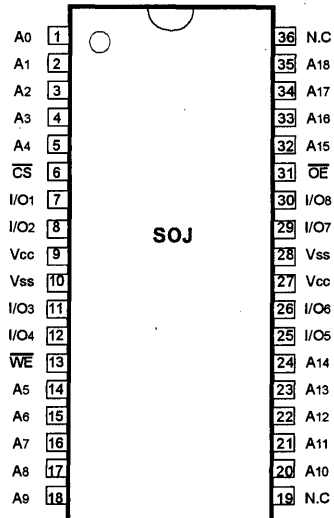 A0 1 36 N.C
A1 2 35 A18
A2 3 34 A17
A3 4 33 A16
A4 5 32 A15
C̅S̅ 6 31 O̅E̅
I/O1 7 30 I/O8
I/O2 8 29 I/O7
SOJ
Vcc 9 28 Vss
Vss 10 27 Vcc
I/O3 11 26 I/O6
I/O4 12 25 I/O5
W̅E̅ 13 24 A14
A5 14 23 A13
A6 15 22 A12
A7 16 21 A11
A8 17 20 A10
A9 18 19 N.C